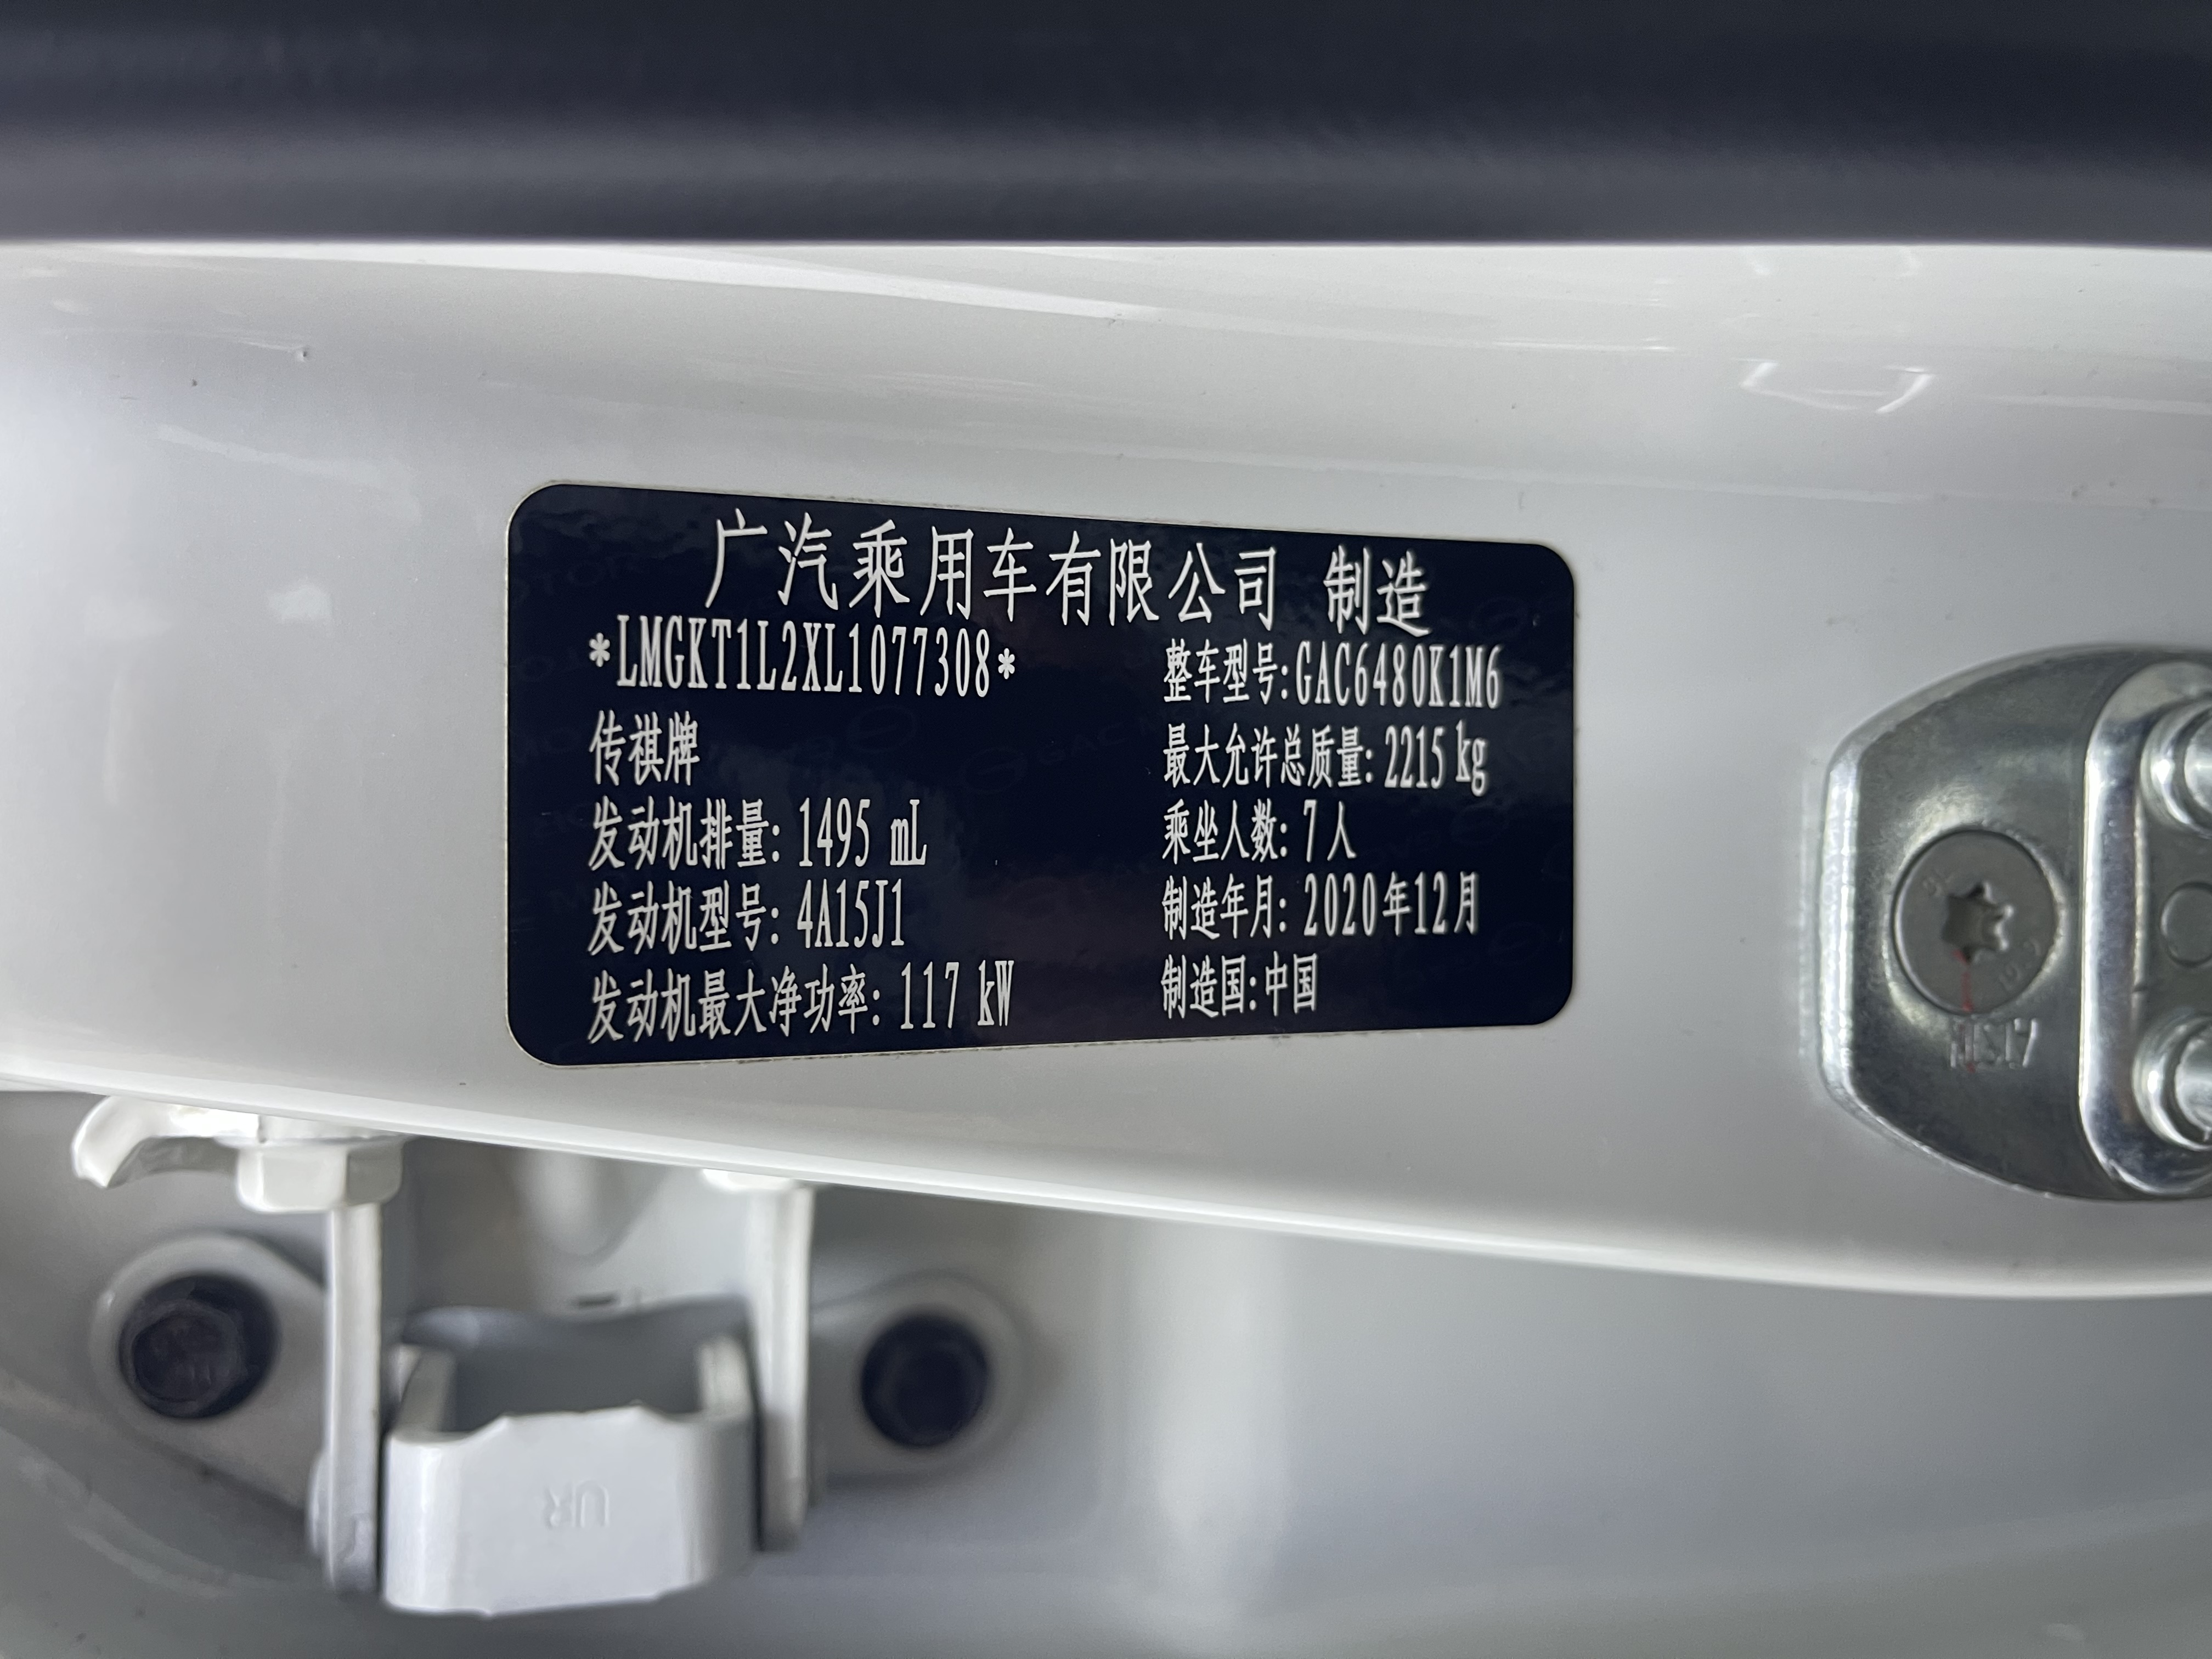 广汽乘用车有限公司 制造
*LMGKT1L2XL1077308*
整车型号:GAC6480K1M6
传祺牌
最大允许总质量: 2215 kg
发动机排量: 1495 mL
乘坐人数: 7人
发动机型号: 4A15J1
制造年月: 2020年12月
发动机最大净功率: 117 kW
制造国:中国
UR